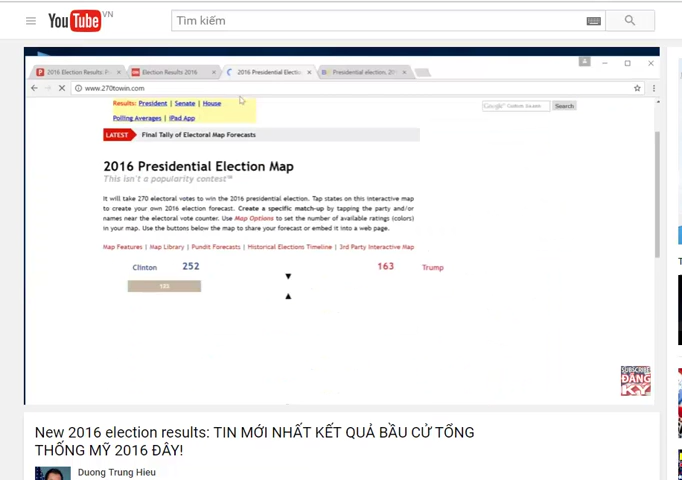 YouTube VN
Tìm kiếm
2016 Election Results: P
Election Results 2016
2016 Presidential Electio
Presidential election, 201
www.270towin.com
Results: President | Senate | House
Polling Averages | iPad App
Google Custom Search
Search
LATEST Final Tally of Electoral Map Forecasts
2016 Presidential Election Map
This isn't a popularity contest™
It will take 270 electoral votes to win the 2016 presidential election. Tap states on this interactive map
to create your own 2016 election forecast. Create a specific match-up by tapping the party and/or
names near the electoral vote counter. Use Map Options to set the number of available ratings (colors)
in your map. Use the buttons below the map to share your forecast or embed it into a web page.
Map Features | Map Library | Pundit Forecasts | Historical Elections Timeline | 3rd Party Interactive Map
Clinton 252 163 Trump
SUBSCRIBE
ĐĂNG
KÝ
New 2016 election results: TIN MỚI NHẤT KẾT QUẢ BẦU CỬ TỔNG
THỐNG MỸ 2016 ĐÂY!
Duong Trung Hieu